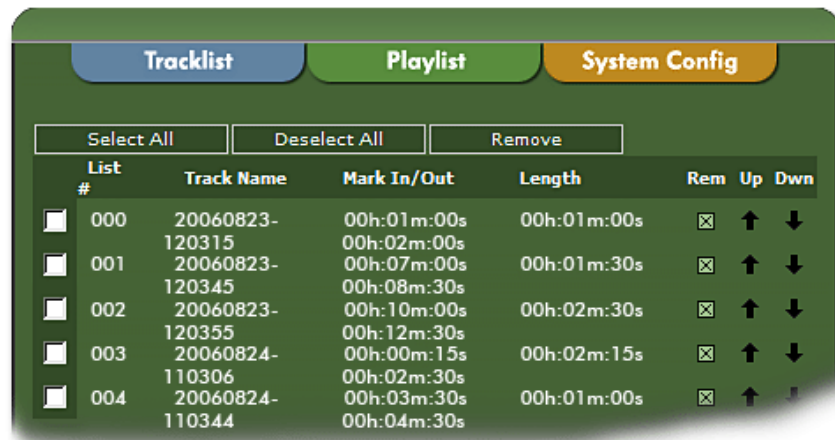 Tracklist Playlist System Config
Select All Deselect All Remove
List # Track Name Mark In/Out Length Rem Up Dwn
000 20060823- 00h:01m:00s 00h:01m:00s
120315 00h:02m:00s
001 20060823- 00h:07m:00s 00h:01m:30s
120345 00h:08m:30s
002 20060823- 00h:10m:00s 00h:02m:30s
120355 00h:12m:30s
003 20060824- 00h:00m:15s 00h:02m:15s
110306 00h:02m:30s
004 20060824- 00h:03m:30s 00h:01m:00s
110344 00h:04m:30s